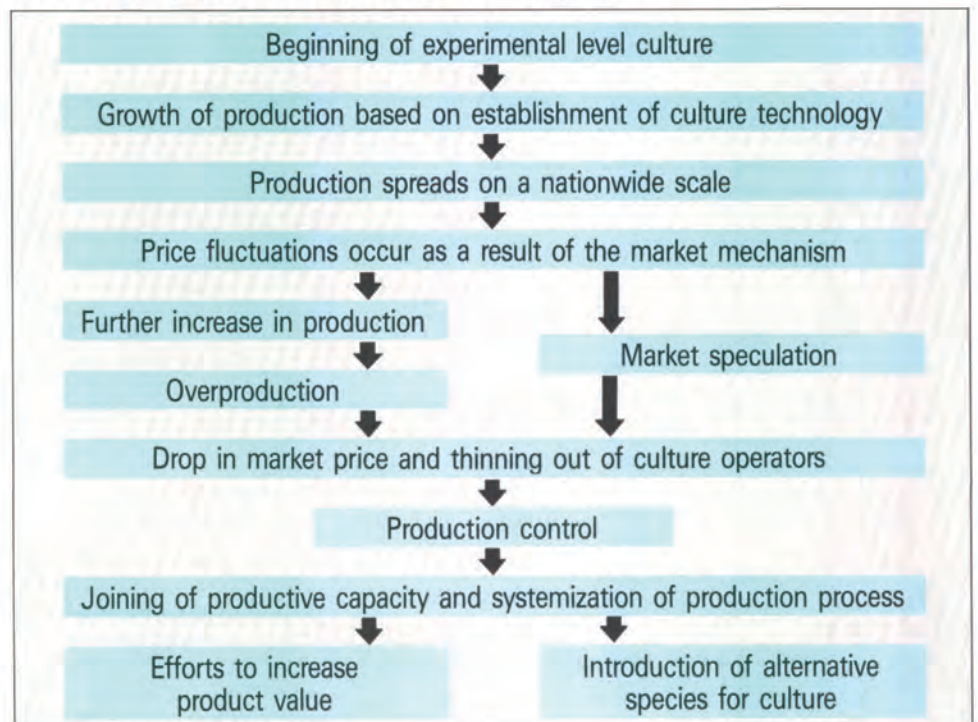 Beginning of experimental level culture
Growth of production based on establishment of culture technology
Production spreads on a nationwide scale
Price fluctuations occur as a result of the market mechanism
Further increase in production
Market speculation
Overproduction
Drop in market price and thinning out of culture operators
Production control
Joining of productive capacity and systemization of production process
Efforts to increase
product value
Introduction of alternative
species for culture